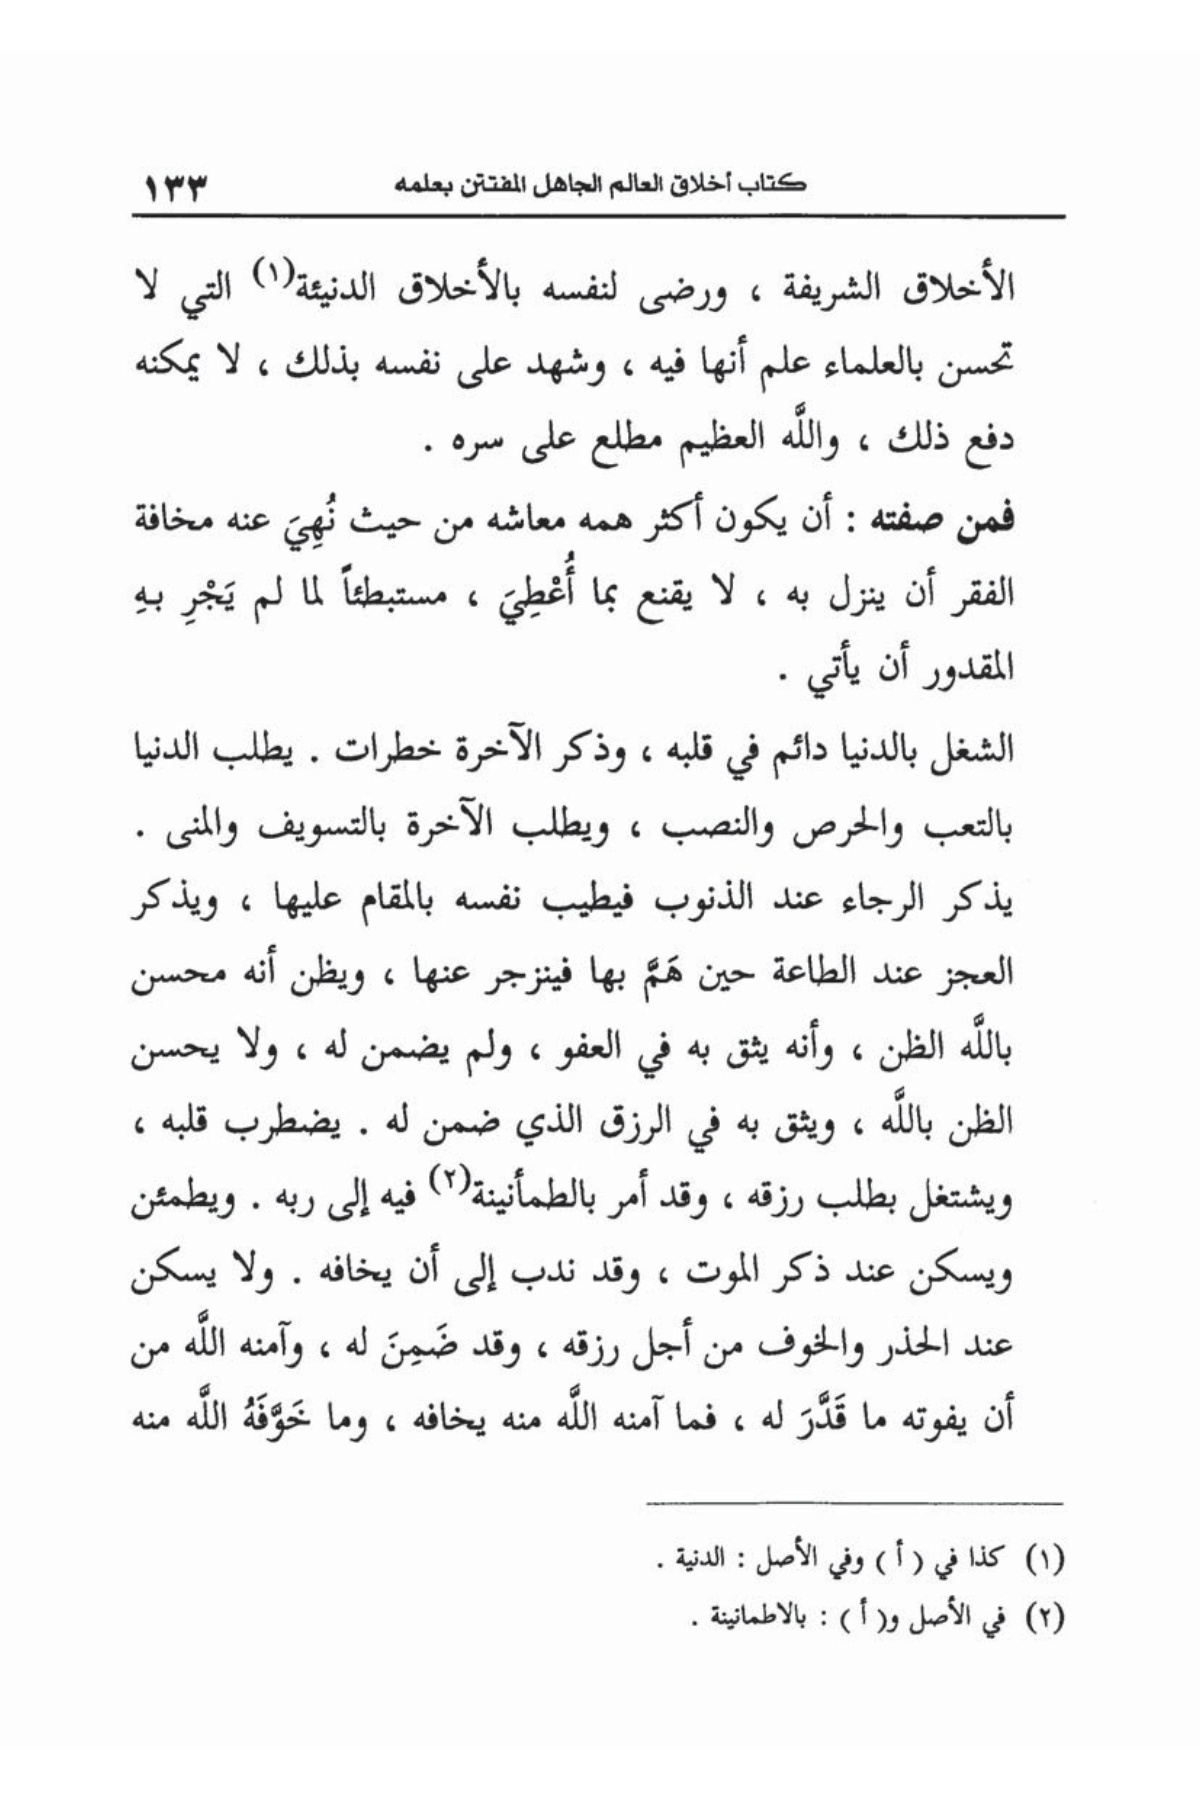 كتاب أخلاق العالم الجاهل المفتتن بعلمه ١٣٣
الأخلاق الشريفة ، ورضى لنفسه بالأخلاق الدنيئة(١) التي لا
تحسن بالعلماء علم أنها فيه ، وشهد على نفسه بذلك ، لا يمكنه
دفع ذلك ، واللَّه العظيم مطلع على سره .
فمن صفته : أن يكون أكثر همه معاشه من حيث نُهِيَ عنه مخافة
الفقر أن ينزل به ، لا يقنع بما أُعْطِيَ ، مستبطئاً لما لم يَجْرِ بهِ
المقدور أن يأتي .
الشغل بالدنيا دائم في قلبه ، وذكر الآخرة خطرات . يطلب الدنيا
بالتعب والحرص والنصب ، ويطلب الآخرة بالتسويف والمنى .
يذكر الرجاء عند الذنوب فيطيب نفسه بالمقام عليها ، ويذكر
العجز عند الطاعة حين هَمَّ بها فينزجر عنها ، ويظن أنه محسن
باللَّه الظن ، وأنه يثق به في العفو ، ولم يضمن له ، ولا يحسن
الظن باللَّه ، ويثق به في الرزق الذي ضمن له . يضطرب قلبه ،
ويشتغل بطلب رزقه ، وقد أمر بالطمأنينة(٢) فيه إلى ربه . ويطمئن
ويسكن عند ذكر الموت ، وقد ندب إلى أن يخافه . ولا يسكن
عند الحذر والخوف من أجل رزقه ، وقد ضَمِنَ له ، وآمنه اللَّه من
أن يفوته ما قَدَّرَ له ، فما آمنه اللَّه منه يخافه ، وما خَوَّفَهُ اللَّه منه
(١) كذا في ( أ ) وفي الأصل : الدنية .
(٢) في الأصل و( أ ) : بالاطمانينة .